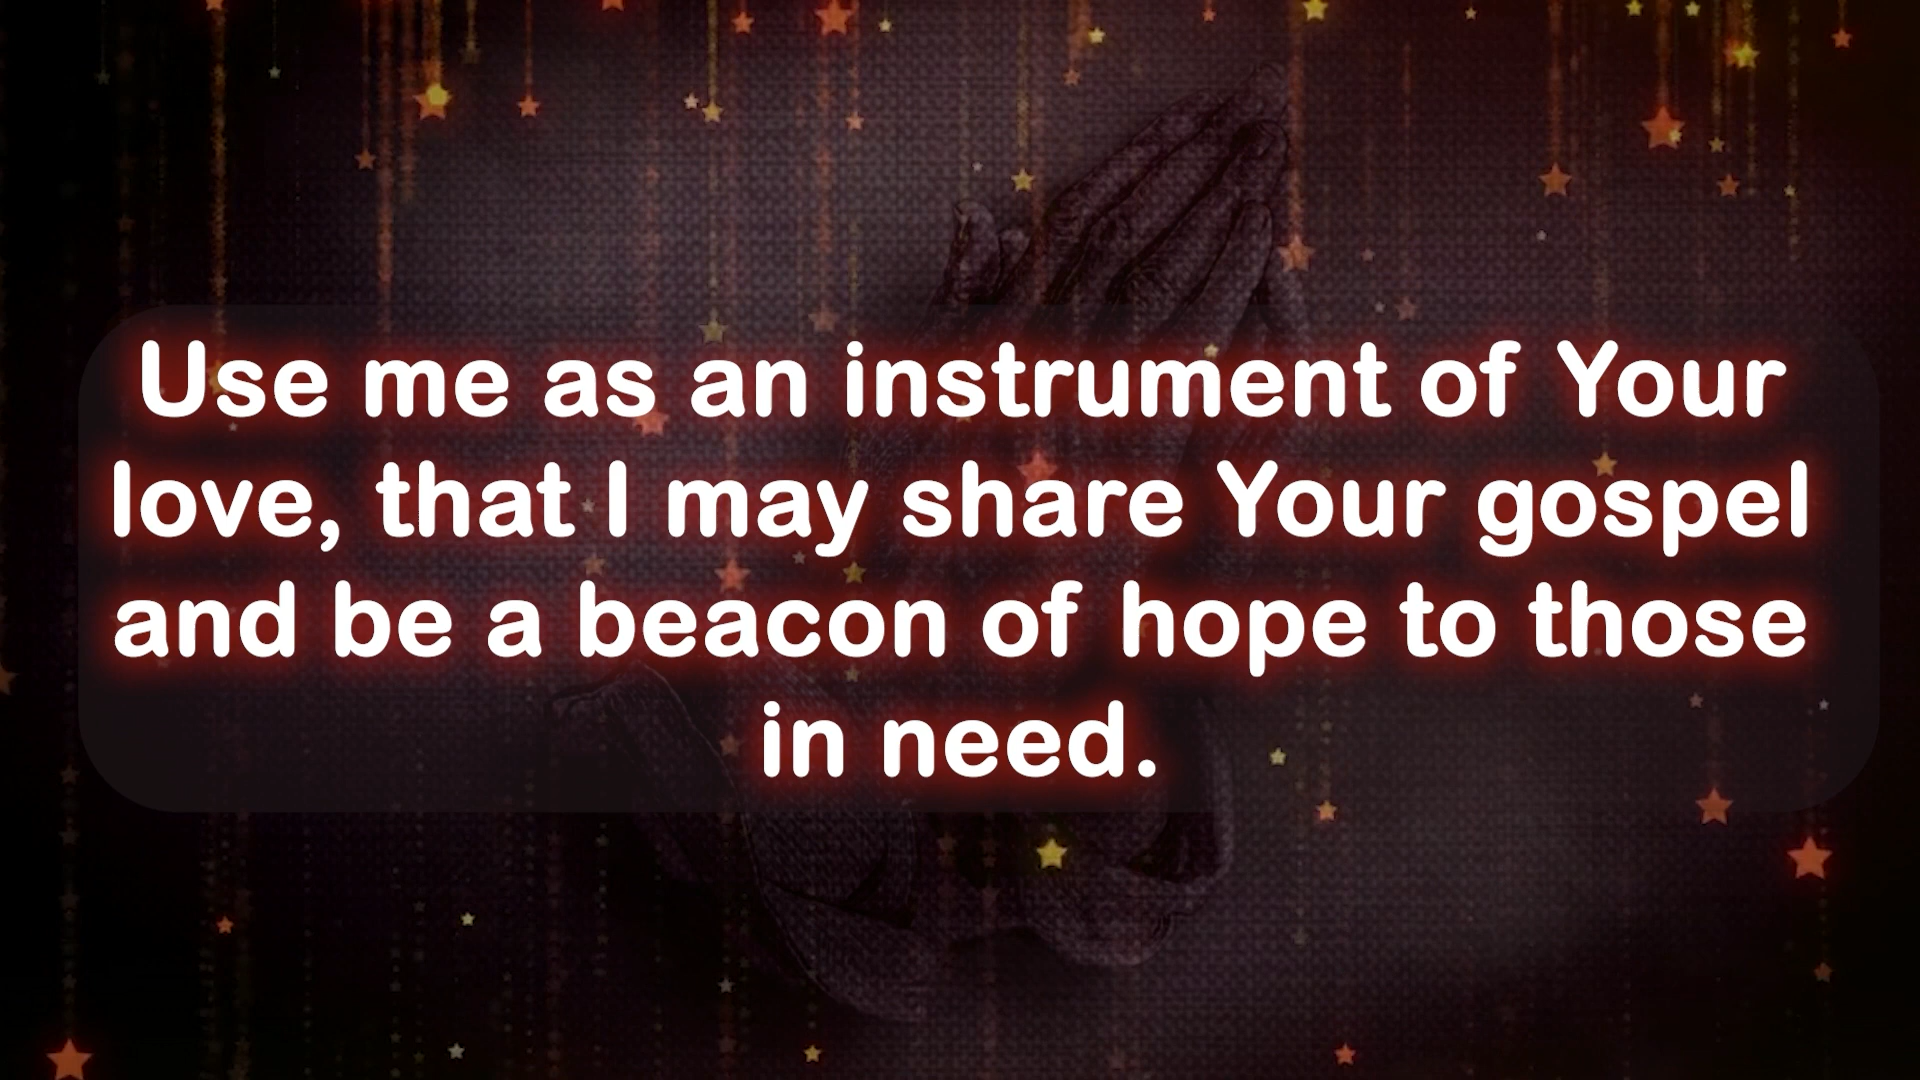 Use me as an instrument of Your
love, that I may share Your gospel
and be a beacon of hope to those
in need.